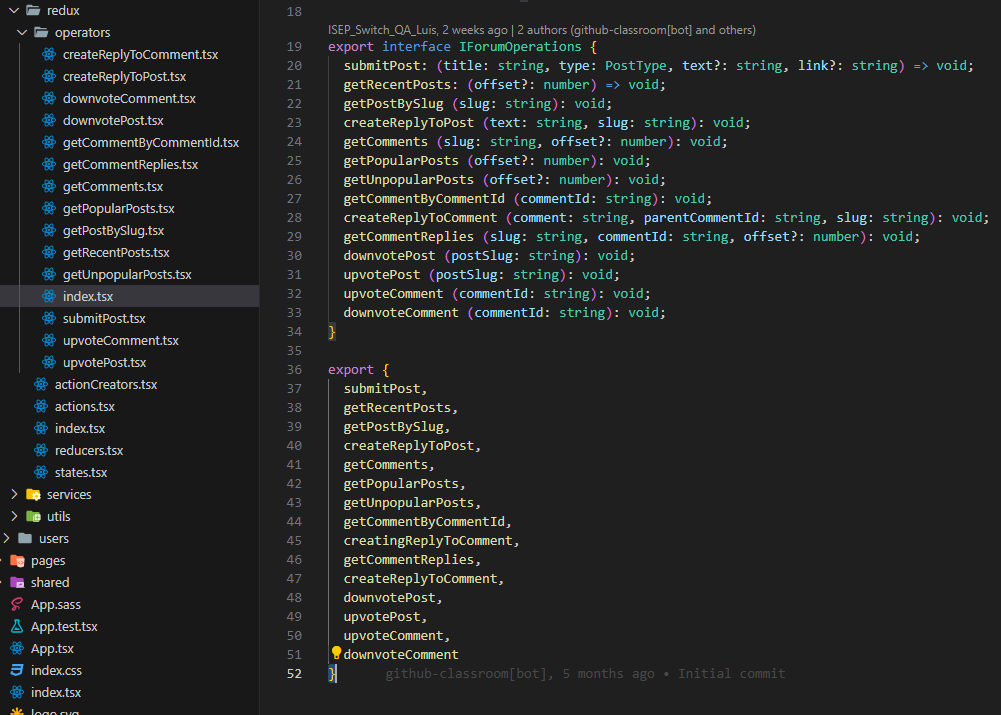 redux
operators
createReplyToComment.tsx
createReplyToPost.tsx
downvoteComment.tsx
downvotePost.tsx
getCommentByCommentId.tsx
getCommentReplies.tsx
getComments.tsx
getPopularPosts.tsx
getPostBySlug.tsx
getRecentPosts.tsx
getUnpopularPosts.tsx
index.tsx
submitPost.tsx
upvoteComment.tsx
upvotePost.tsx
actionCreators.tsx
actions.tsx
index.tsx
reducers.tsx
states.tsx
services
utils
users
pages
shared
App.sass
App.test.tsx
App.tsx
index.css
index.tsx
logo.svg
18
ISEP_Switch_QA_Luis, 2 weeks ago | 2 authors (github-classroom[bot] and others)
19 export interface IForumOperations {
20 submitPost: (title: string, type: PostType, text?: string, link?: string) => void;
21 getRecentPosts: (offset?: number) => void;
22 getPostBySlug (slug: string): void;
23 createReplyToPost (text: string, slug: string): void;
24 getComments (slug: string, offset?: number): void;
25 getPopularPosts (offset?: number): void;
26 getUnpopularPosts (offset?: number): void;
27 getCommentByCommentId (commentId: string): void;
28 createReplyToComment (comment: string, parentCommentId: string, slug: string): void;
29 getCommentReplies (slug: string, commentId: string, offset?: number): void;
30 downvotePost (postSlug: string): void;
31 upvotePost (postSlug: string): void;
32 upvoteComment (commentId: string): void;
33 downvoteComment (commentId: string): void;
34 }
35
36 export {
37 submitPost,
38 getRecentPosts,
39 getPostBySlug,
40 createReplyToPost,
41 getComments,
42 getPopularPosts,
43 getUnpopularPosts,
44 getCommentByCommentId,
45 creatingReplyToComment,
46 getCommentReplies,
47 createReplyToComment,
48 downvotePost,
49 upvotePost,
50 upvoteComment,
51 downvoteComment
52 } github-classroom[bot], 5 months ago • Initial commit